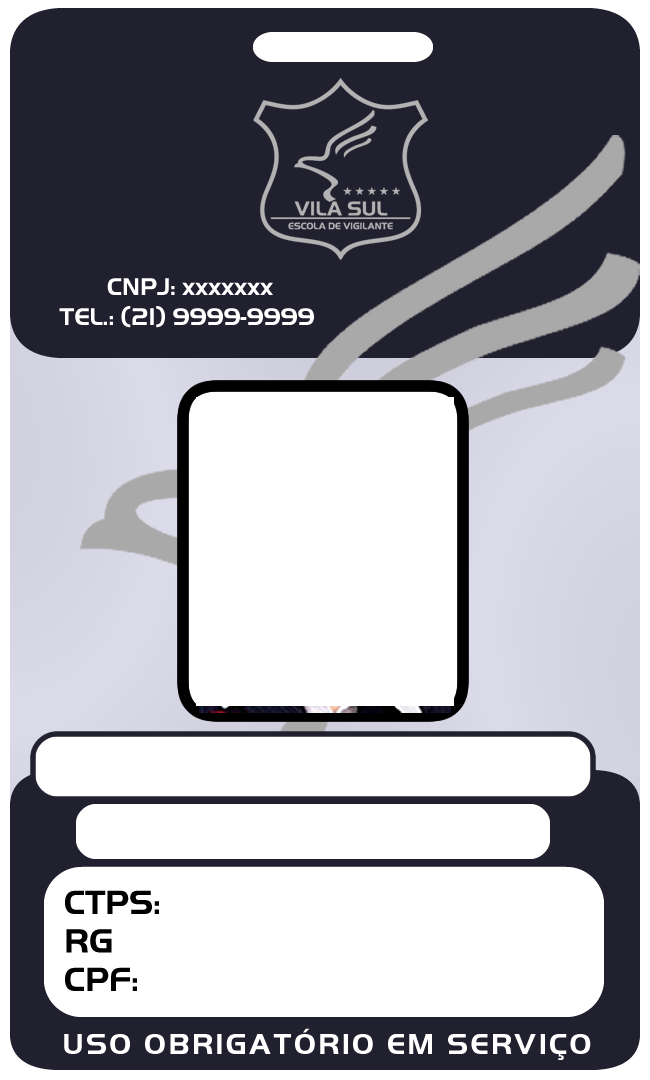 VILA SUL
ESCOLA DE VIGILANTE
CNPJ: xxxxxxx
TEL.: (21) 9999-9999
CTPS:
RG
CPF:
USO OBRIGATÓRIO EM SERVIÇO